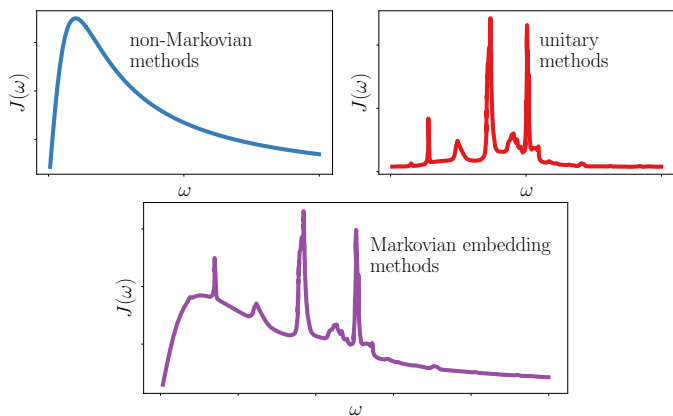 non-Markovian
methods
J(ω)
ω
unitary
methods
J(ω)
ω
Markovian embedding
methods
J(ω)
ω